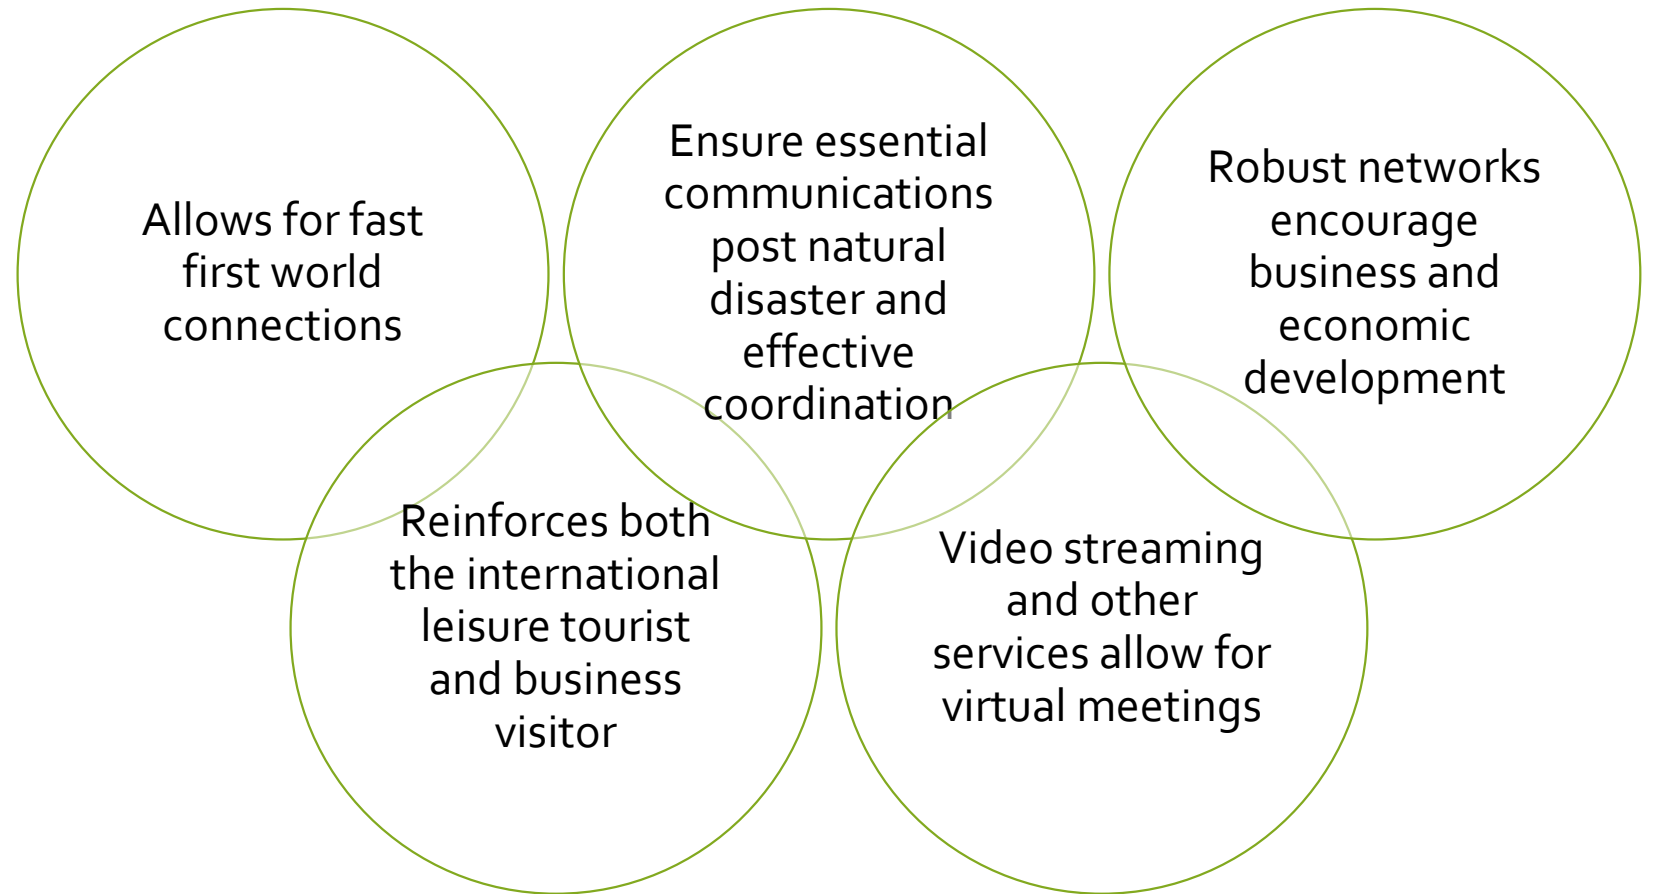 Allows for fast
first world
connections
Reinforces both
the international
leisure tourist
and business
visitor
Ensure essential
communications
post natural
disaster and
effective
coordination
Video streaming
and other
services allow for
virtual meetings
Robust networks
encourage
business and
economic
development